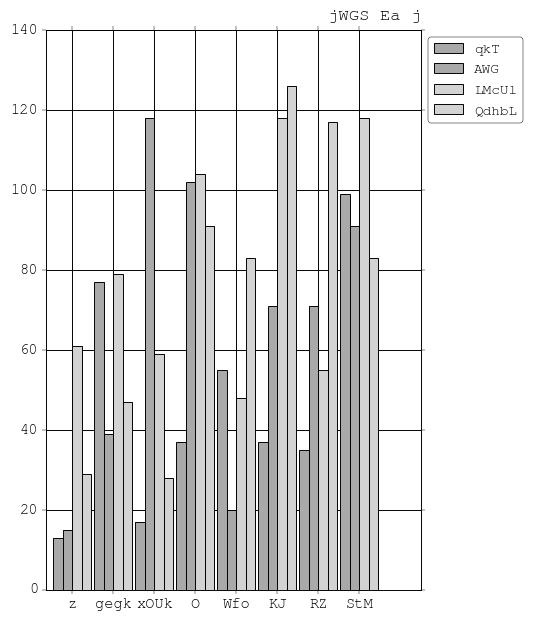 jWGS Ea j
140
120
100
80
60
40
20
0
z gegk xOUk O Wfo KJ RZ StM
qkT
AWG
LMcUl
QdhbL